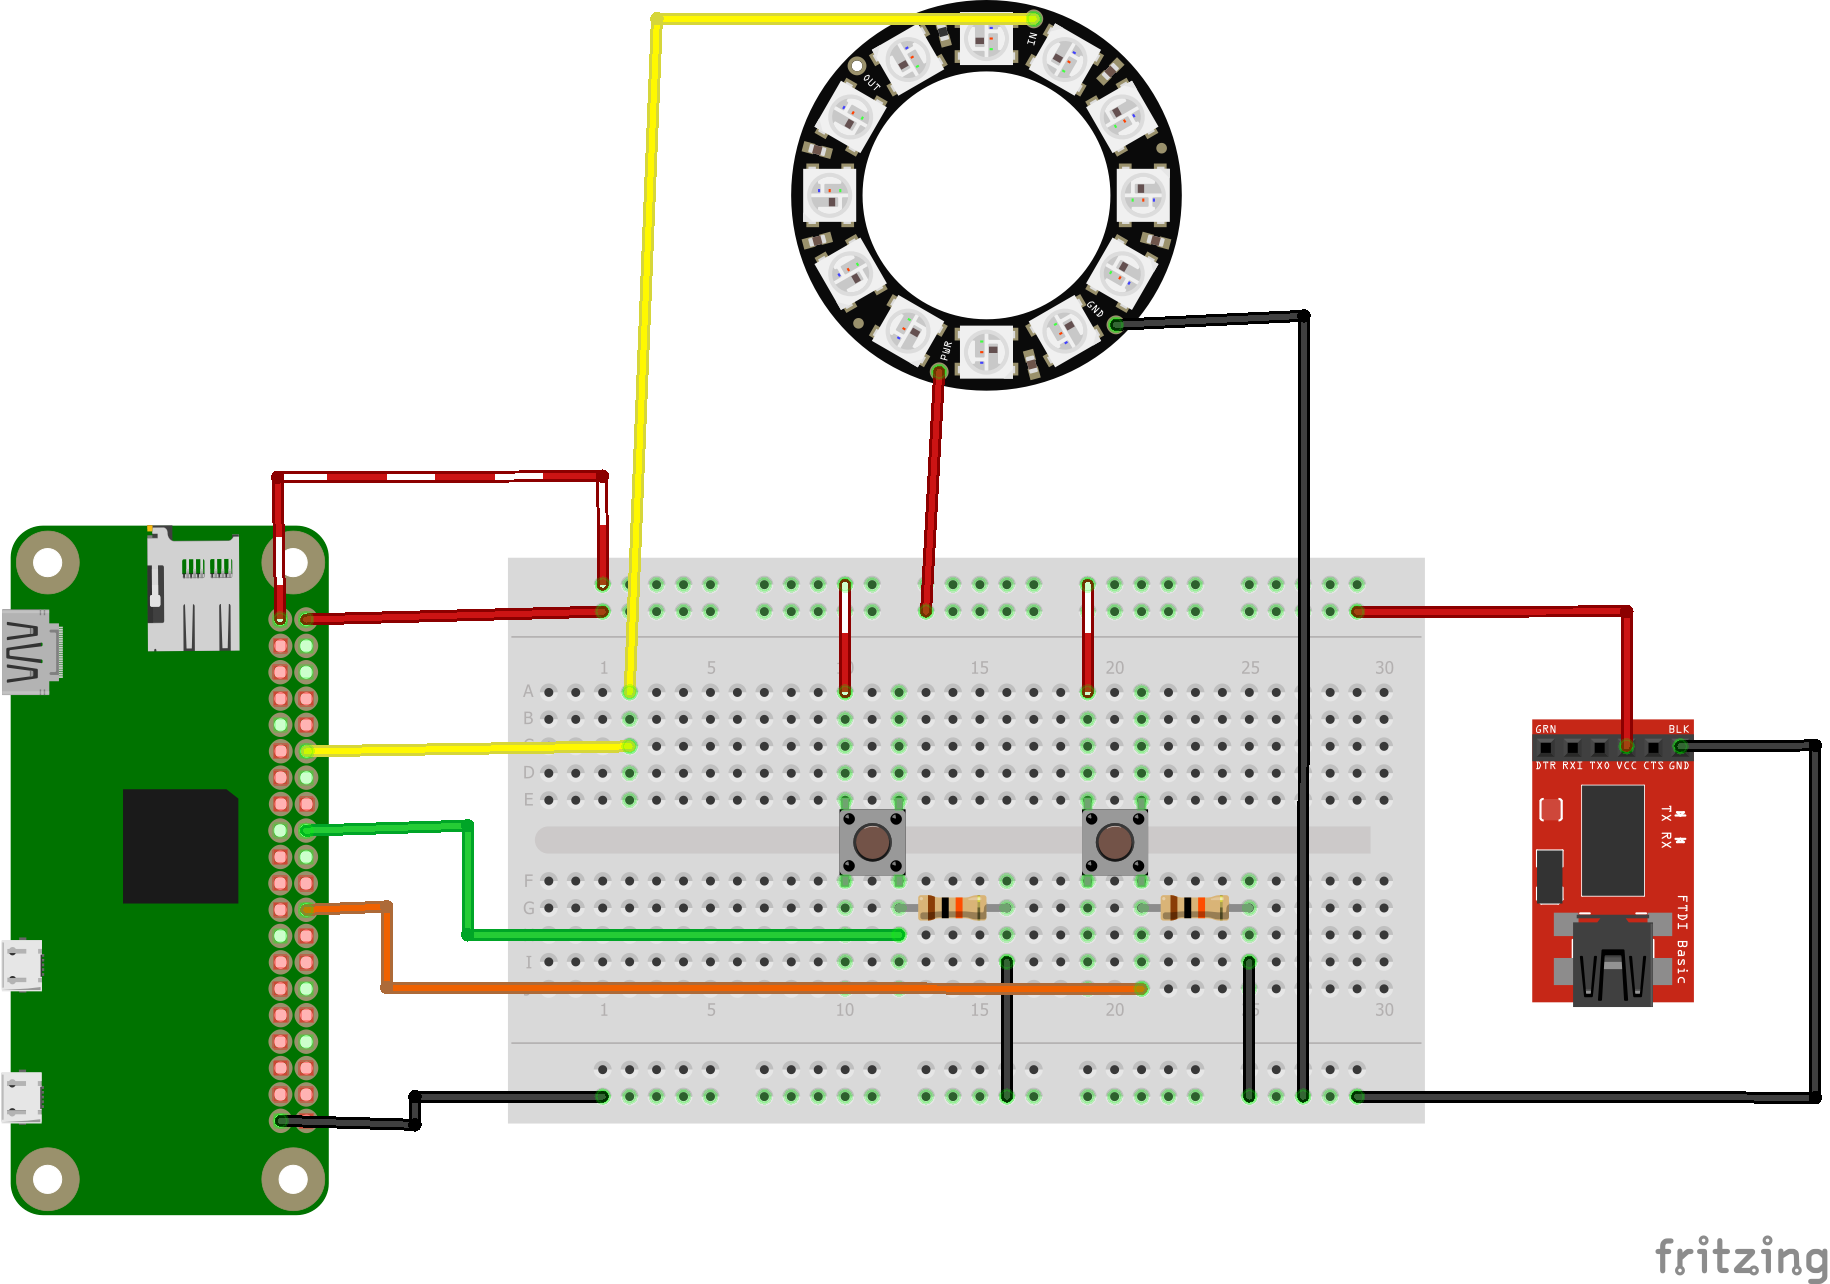 IN
OUT
GND
PWR
1 5 10 15 20 25 30
A
B
C
D
E
F
G
I
J
1 5 10 15 20 25 30
GRN BLK
DTR RXI TXO VCC CTS GND
TX RX
FTDI Basic
fritzing